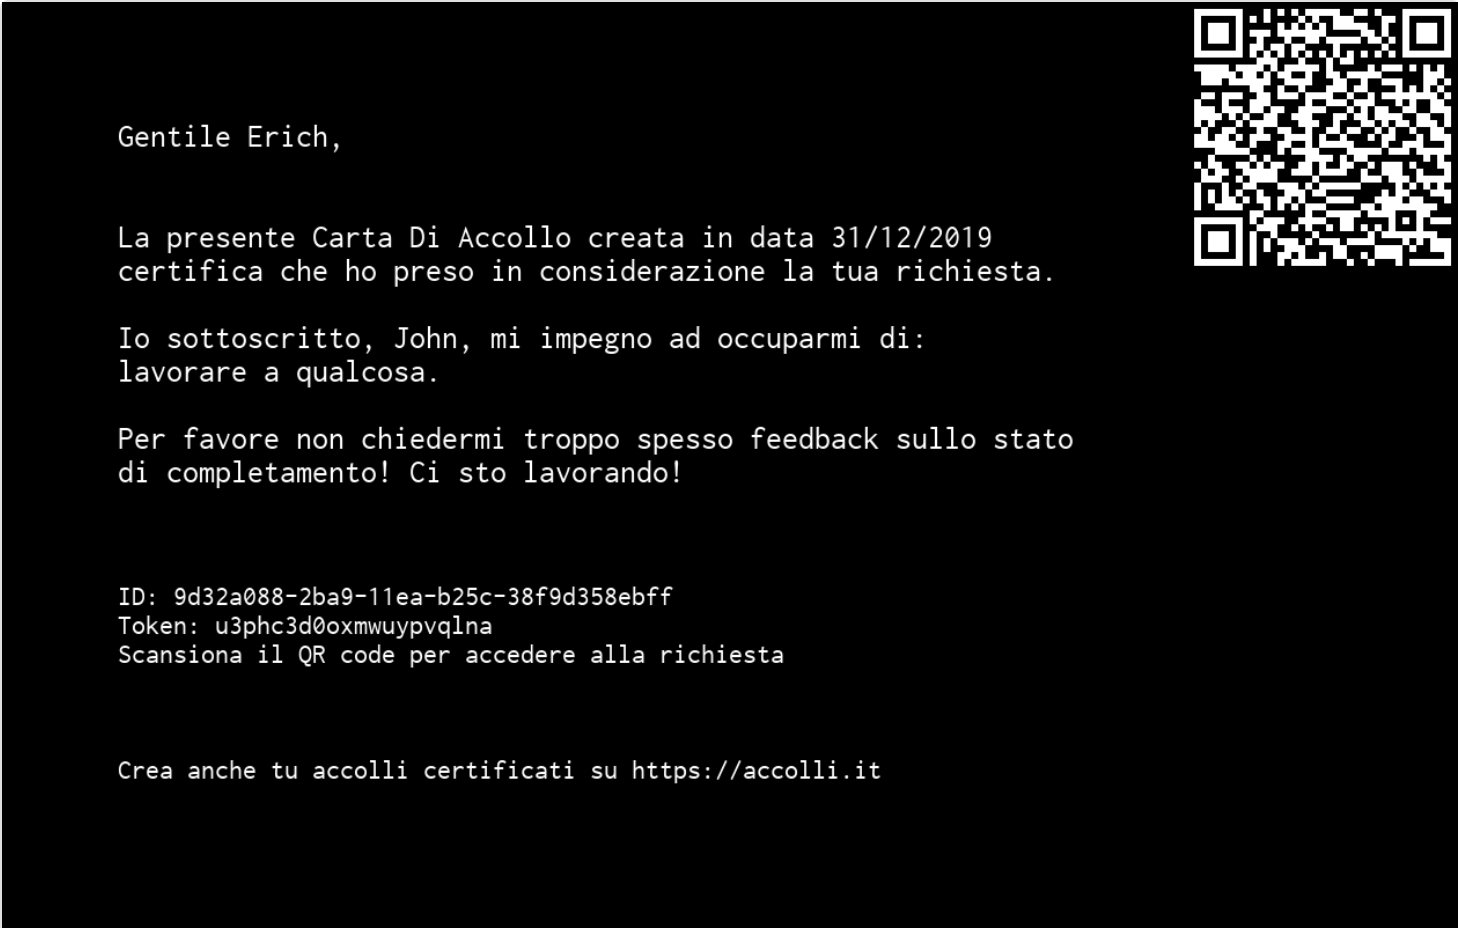 Gentile Erich,
La presente Carta Di Accollo creata in data 31/12/2019
certifica che ho preso in considerazione la tua richiesta.
Io sottoscritto, John, mi impegno ad occuparmi di:
lavorare a qualcosa.
Per favore non chiedermi troppo spesso feedback sullo stato
di completamento! Ci sto lavorando!
ID: 9d32a088-2ba9-11ea-b25c-38f9d358ebff
Token: u3phc3d0oxmwuypvqlna
Scansiona il QR code per accedere alla richiesta
Crea anche tu accolli certificati su https://accolli.it